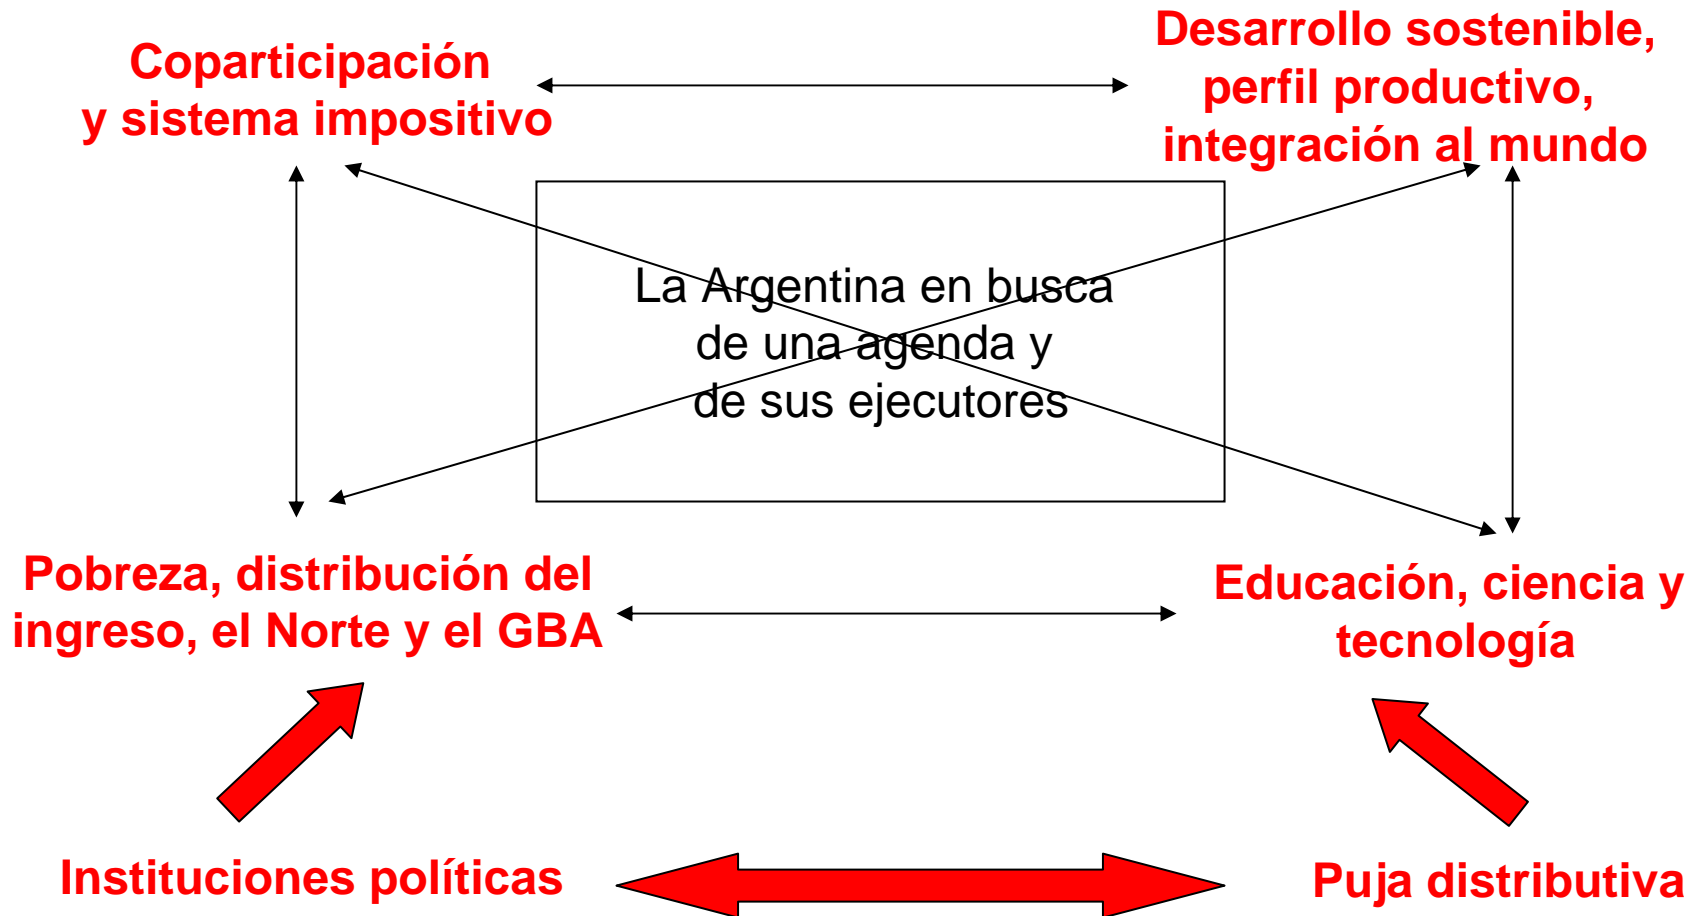 Coparticipación
y sistema impositivo
Desarrollo sostenible,
perfil productivo,
integración al mundo
La Argentina en busca
de una agenda y
de sus ejecutores
Pobreza, distribución del
ingreso, el Norte y el GBA
Educación, ciencia y
tecnología
Instituciones políticas
Puja distributiva